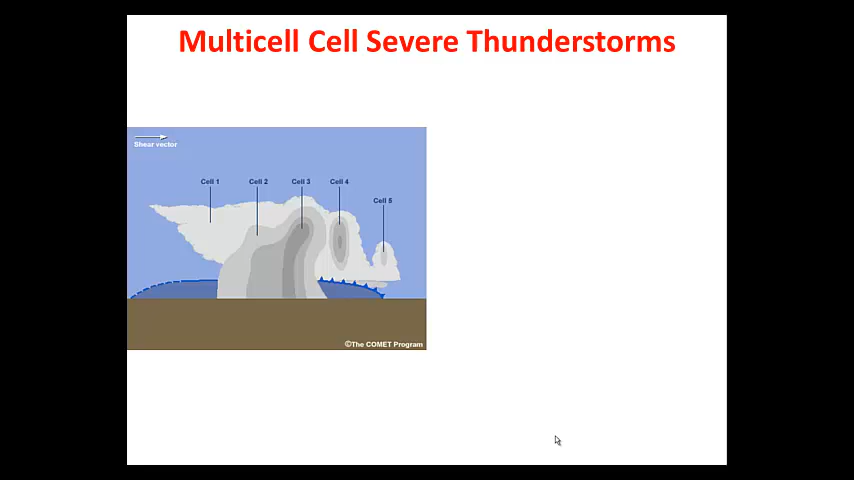 Multicell Cell Severe Thunderstorms
Shear vector
Cell 1 Cell 2 Cell 3 Cell 4
Cell 5
©The COMET Program